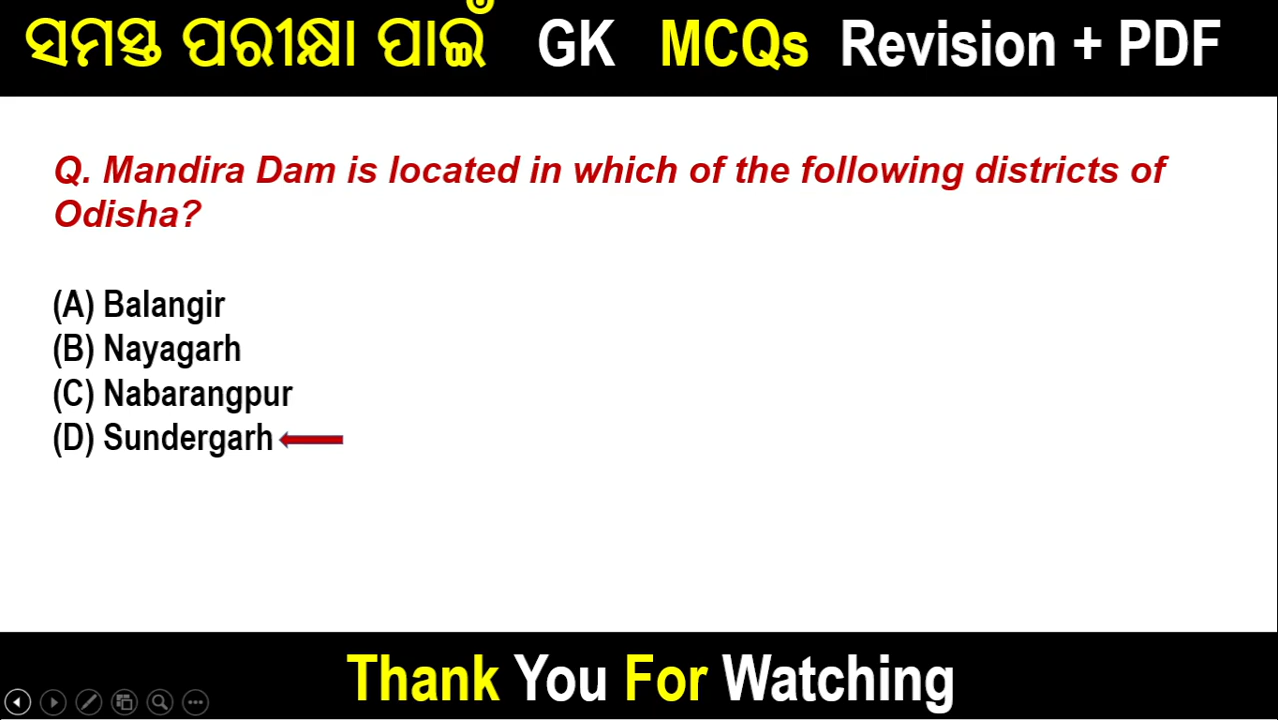 ସମସ୍ତ ପରୀକ୍ଷା ପାଇଁ GK MCQs Revision + PDF
Q. Mandira Dam is located in which of the following districts of
Odisha?
(A) Balangir
(B) Nayagarh
(C) Nabarangpur
(D) Sundergarh
Thank You For Watching